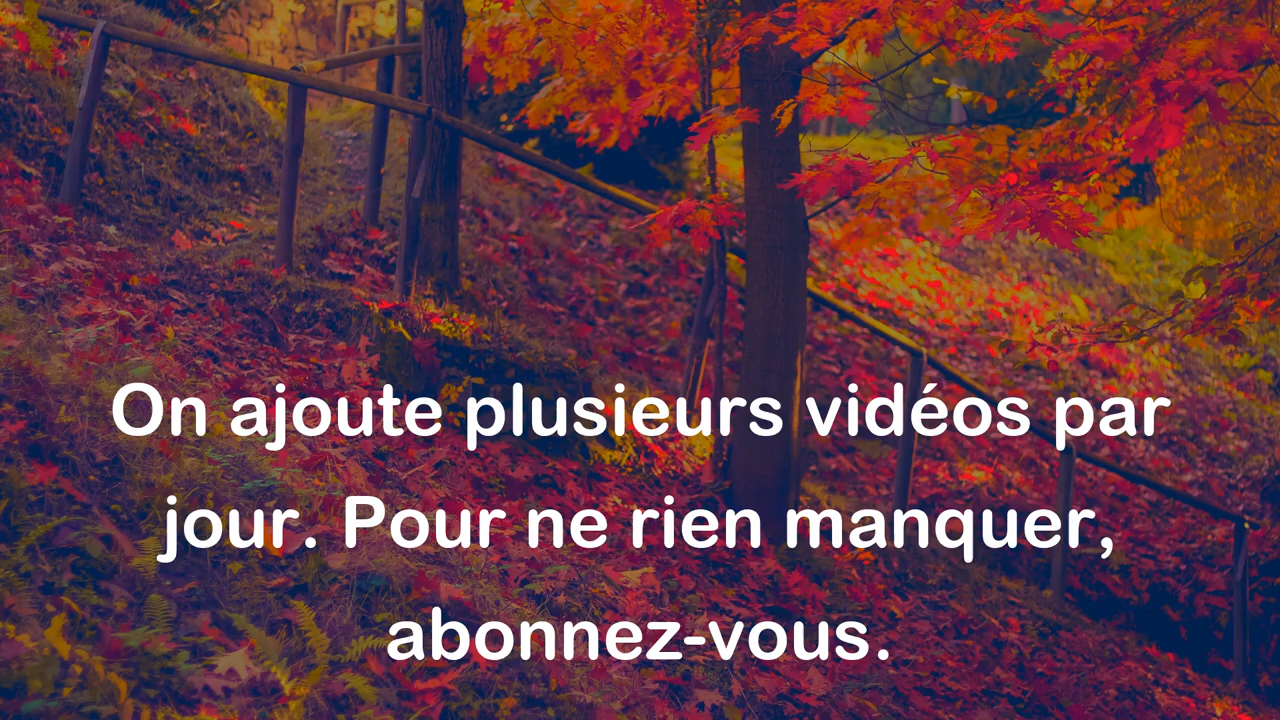 On ajoute plusieurs vidéos par
jour. Pour ne rien manquer,
abonnez-vous.